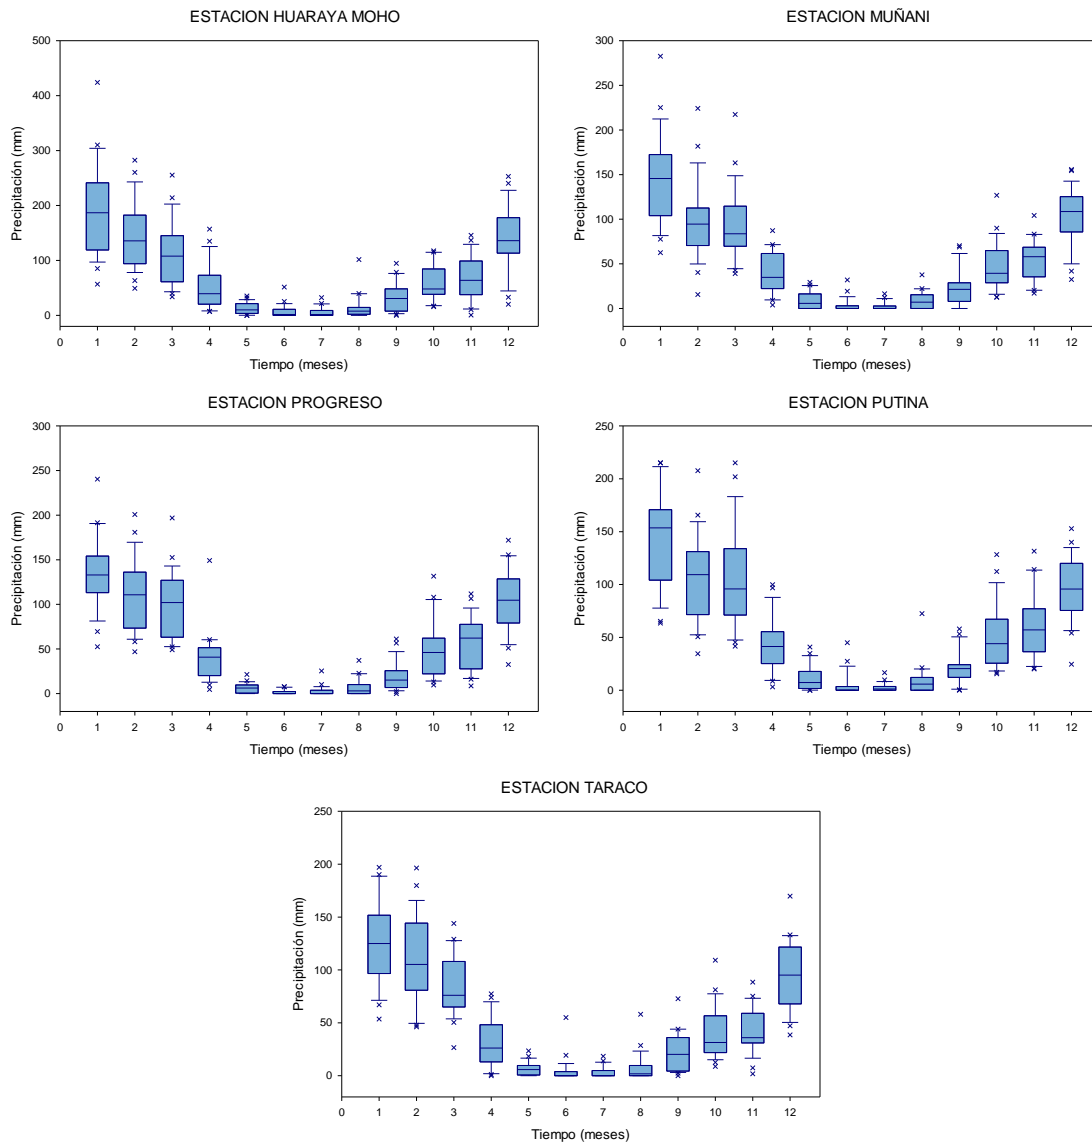 ESTACION HUARAYA MOHO
Precipitación (mm)
500
400
300
200
100
0
0 1 2 3 4 5 6 7 8 9 10 11 12
Tiempo (meses)
ESTACION MUÑANI
Precipitación (mm)
300
250
200
150
100
50
0
0 1 2 3 4 5 6 7 8 9 10 11 12
Tiempo (meses)
ESTACION PROGRESO
Precipitación (mm)
300
250
200
150
100
50
0
0 1 2 3 4 5 6 7 8 9 10 11 12
Tiempo (meses)
ESTACION PUTINA
Precipitación (mm)
250
200
150
100
50
0
0 1 2 3 4 5 6 7 8 9 10 11 12
Tiempo (meses)
ESTACION TARACO
Precipitación (mm)
250
200
150
100
50
0
0 1 2 3 4 5 6 7 8 9 10 11 12
Tiempo (meses)